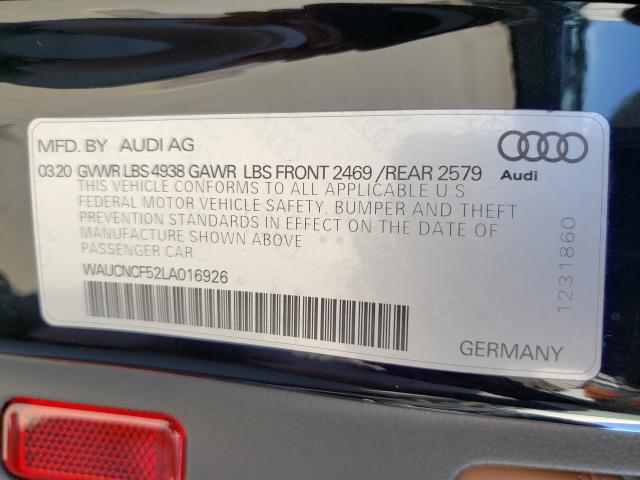 MFD. BY AUDI AG
0320 GVWR LBS 4938 GAWR LBS FRONT 2469 /REAR 2579
THIS VEHICLE CONFORMS TO ALL APPLICABLE U.S.
FEDERAL MOTOR VEHICLE SAFETY, BUMPER AND THEFT
PREVENTION STANDARDS IN EFFECT ON THE DATE OF
MANUFACTURE SHOWN ABOVE
PASSENGER CAR
WAUCNCF52LA016926
Audi
1231860
GERMANY